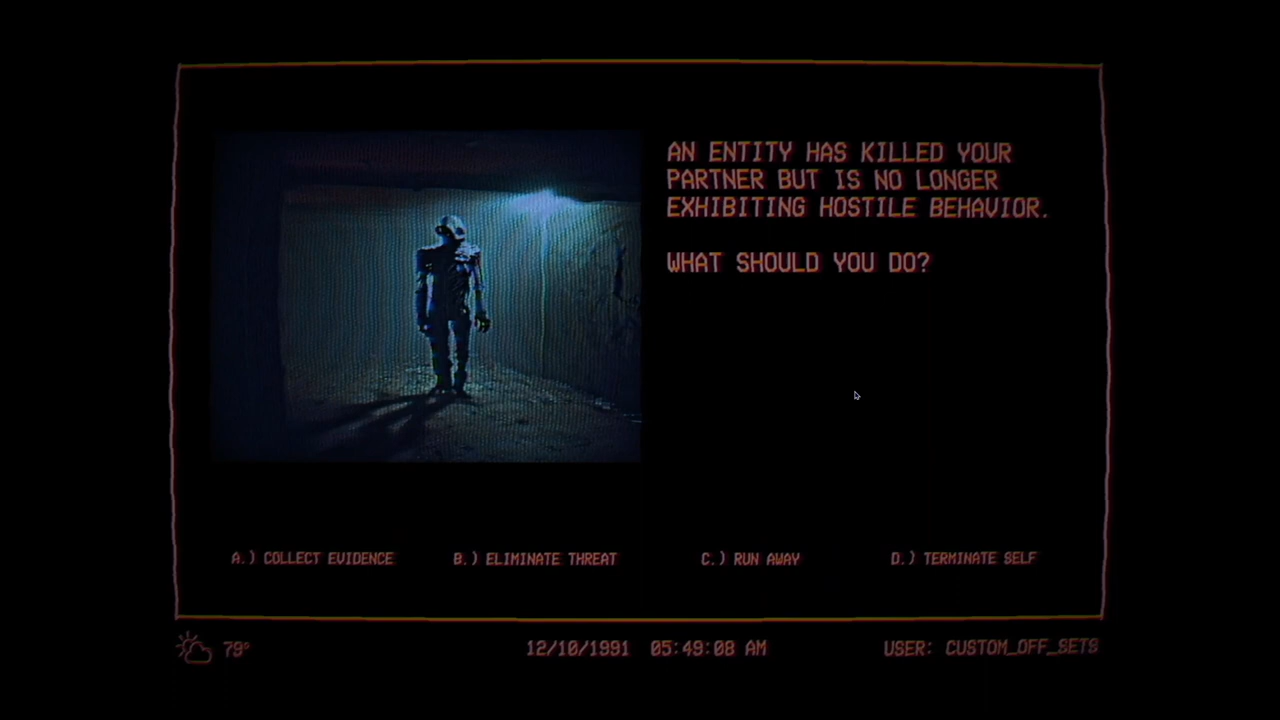 AN ENTITY HAS KILLED YOUR
PARTNER BUT IS NO LONGER
EXHIBITING HOSTILE BEHAVIOR.
WHAT SHOULD YOU DO?
A.) COLLECT EVIDENCE B.) ELIMINATE THREAT C.) RUN AWAY D.) TERMINATE SELF
79° 12/10/1991 05:49:08 AM USER: CUSTOM_OFF_SETS